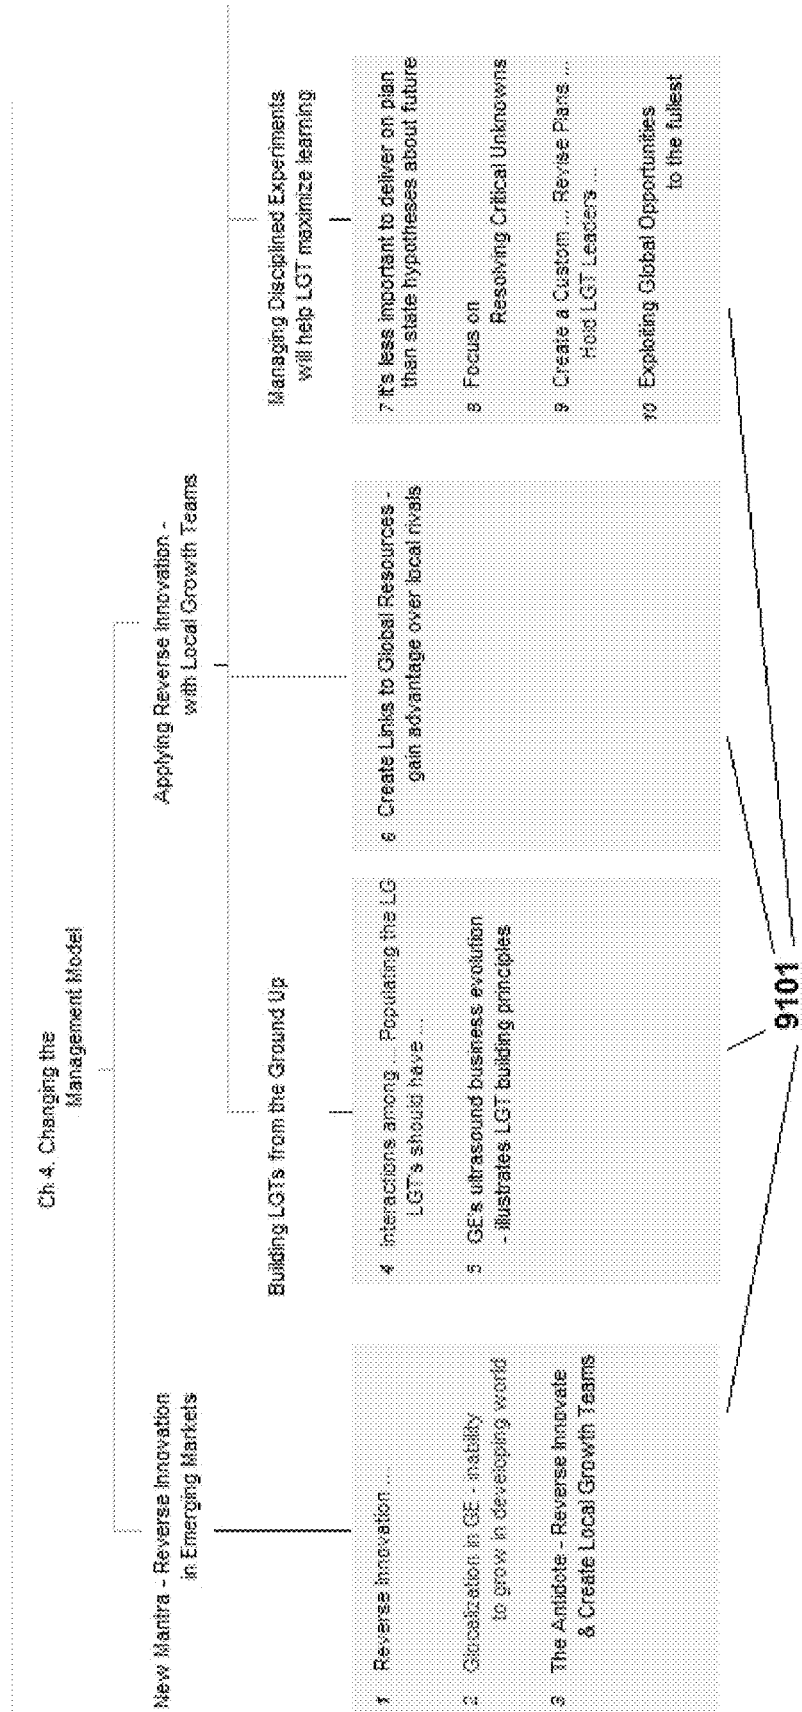 Ch 4. Changing the
Management Model
New Mantra - Reverse Innovation
in Emerging Markets
Applying Reverse Innovation -
with Local Growth Teams
Building LGTs from the Ground Up
Managing Disciplined Experiments
will help LGT maximize learning
1 Reverse Innovation ...
2 Glocalization in GE - inability
to grow in developing world
3 The Antidote - Reverse Innovate
& Create Local Growth Teams
4 Interactions among ... Populating the LG
LGT's should have ...
5 GE's ultrasound business evolution
- illustrates LGT building principles
6 Create Links to Global Resources -
gain advantage over local rivals
7 It's less important to deliver on plan
than state hypotheses about future
8 Focus on
Resolving Critical Unknowns
9 Create a Custom ... Revise Plans ...
Hold LGT Leaders ...
10 Exploiting Global Opportunities
to the fullest
9101